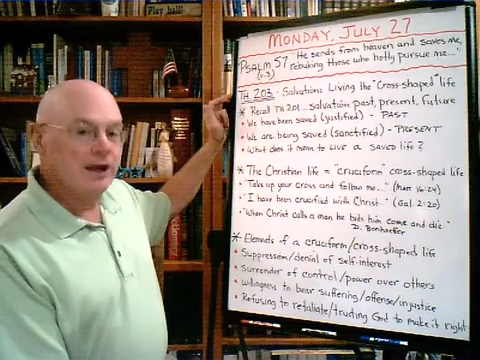 Play ball!
MONDAY, JULY 27
PSALM 57 "He sends from heaven and saves me,
(v.3) rebuking those who hotly pursue me..."
TH 202 - Salvation: Living the "Cross-shaped" life
* Recall TH 201... salvation past, present, future
• We have been saved (justified) - PAST
• We are being saved (sanctified) - PRESENT
• What does it mean to LIVE a SAVED life?
* The Christian life = "cruciform" cross-shaped life
• "Take up your cross and follow me..." (Matt 16:24)
• "I have been crucified with Christ..." (Gal. 2:20)
• "When Christ calls a man he bids him come and die."
D. Bonhoeffer
* Elements of a cruciform/cross-shaped life
• Suppression/denial of self-interest
• Surrender of control/power over others
• Willingness to bear suffering/offense/injustice
• Refusing to retaliate/trusting God to make it right